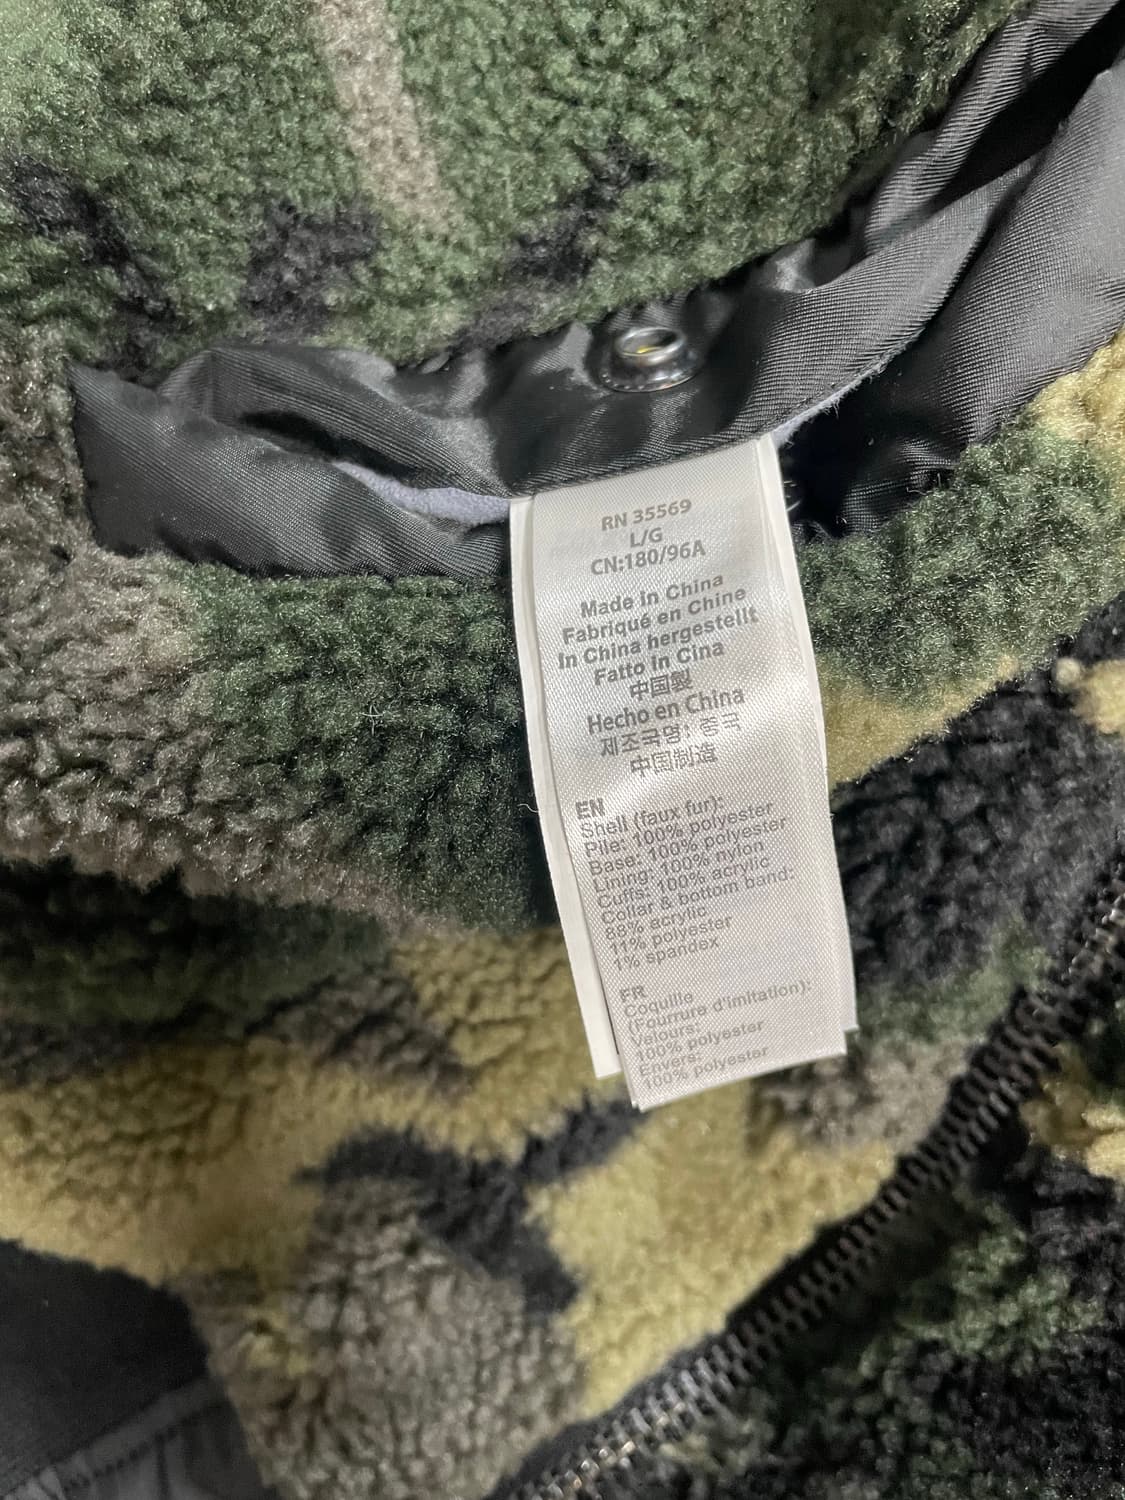 RN 35569
L/G
CN:180/96A
Made In China
Fabriqué en Chine
In China hergestellt
Fatto in Cina
中国製
Hecho en China
제조국명: 중국
中国制造
EN
Shell (faux fur):
Pile: 100% polyester
Base: 100% polyester
Lining: 100% nylon
Cuffs: 100% acrylic
Collar & bottom band:
88% acrylic
11% polyester
1% spandex
FR
Coquille
(Fourrure d'imitation):
Velours:
100% polyester
Envers:
100% polyester